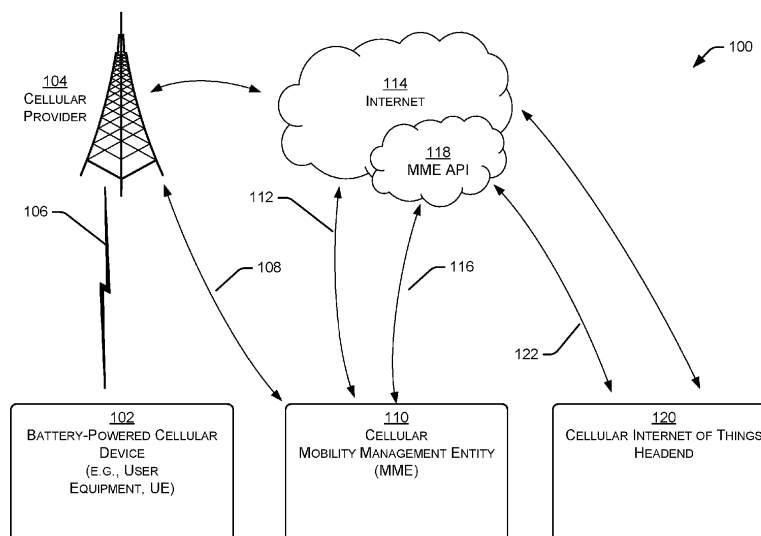 100
104
CELLULAR
PROVIDER
114
INTERNET
118
MME API
106
112
108
116
122
102
BATTERY-POWERED CELLULAR
DEVICE
(E.G., USER
EQUIPMENT, UE)
110
CELLULAR
MOBILITY MANAGEMENT ENTITY
(MME)
120
CELLULAR INTERNET OF THINGS
HEADEND